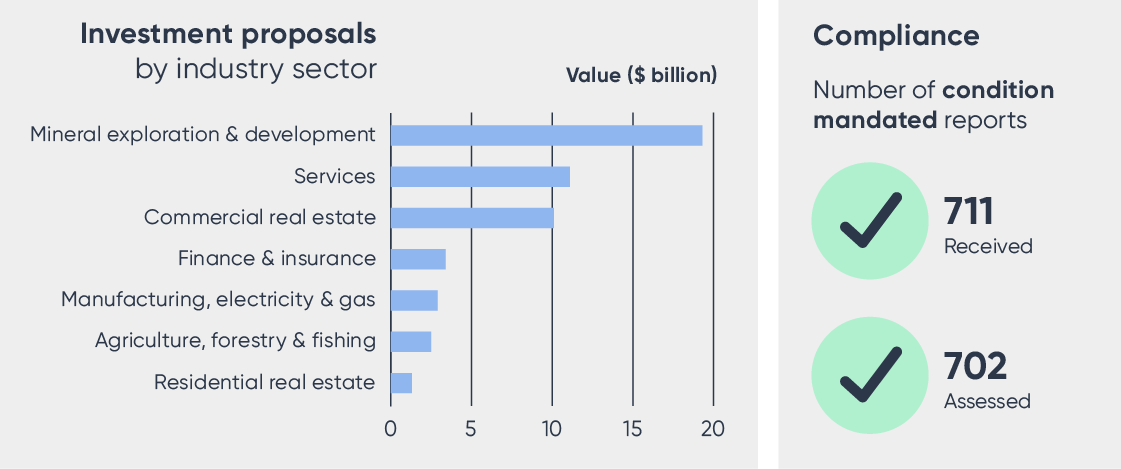 Investment proposals
by industry sector
Value ($ billion)
Mineral exploration & development
Services
Commercial real estate
Finance & insurance
Manufacturing, electricity & gas
Agriculture, forestry & fishing
Residential real estate
0 5 10 15 20
Compliance
Number of condition
mandated reports
711
Received
702
Assessed